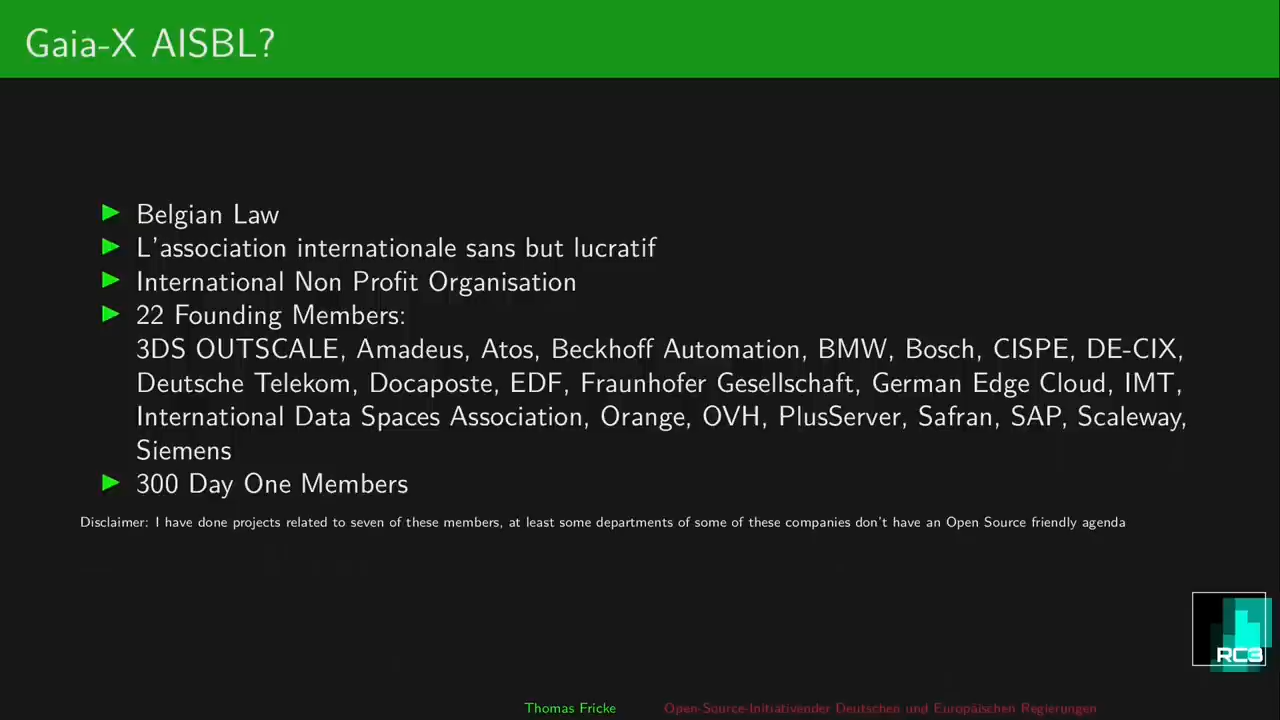 Gaia-X AISBL?
Belgian Law
L'association internationale sans but lucratif
International Non Profit Organisation
22 Founding Members:
3DS OUTSCALE, Amadeus, Atos, Beckhoff Automation, BMW, Bosch, CISPE, DE-CIX,
Deutsche Telekom, Docaposte, EDF, Fraunhofer Gesellschaft, German Edge Cloud, IMT,
International Data Spaces Association, Orange, OVH, PlusServer, Safran, SAP, Scaleway,
Siemens
300 Day One Members
Disclaimer: I have done projects related to seven of these members, at least some departments of some of these companies don't have an Open Source friendly agenda
RC3
Thomas Fricke Open-Source-Initiativender Deutschen und Europäischen Regierungen